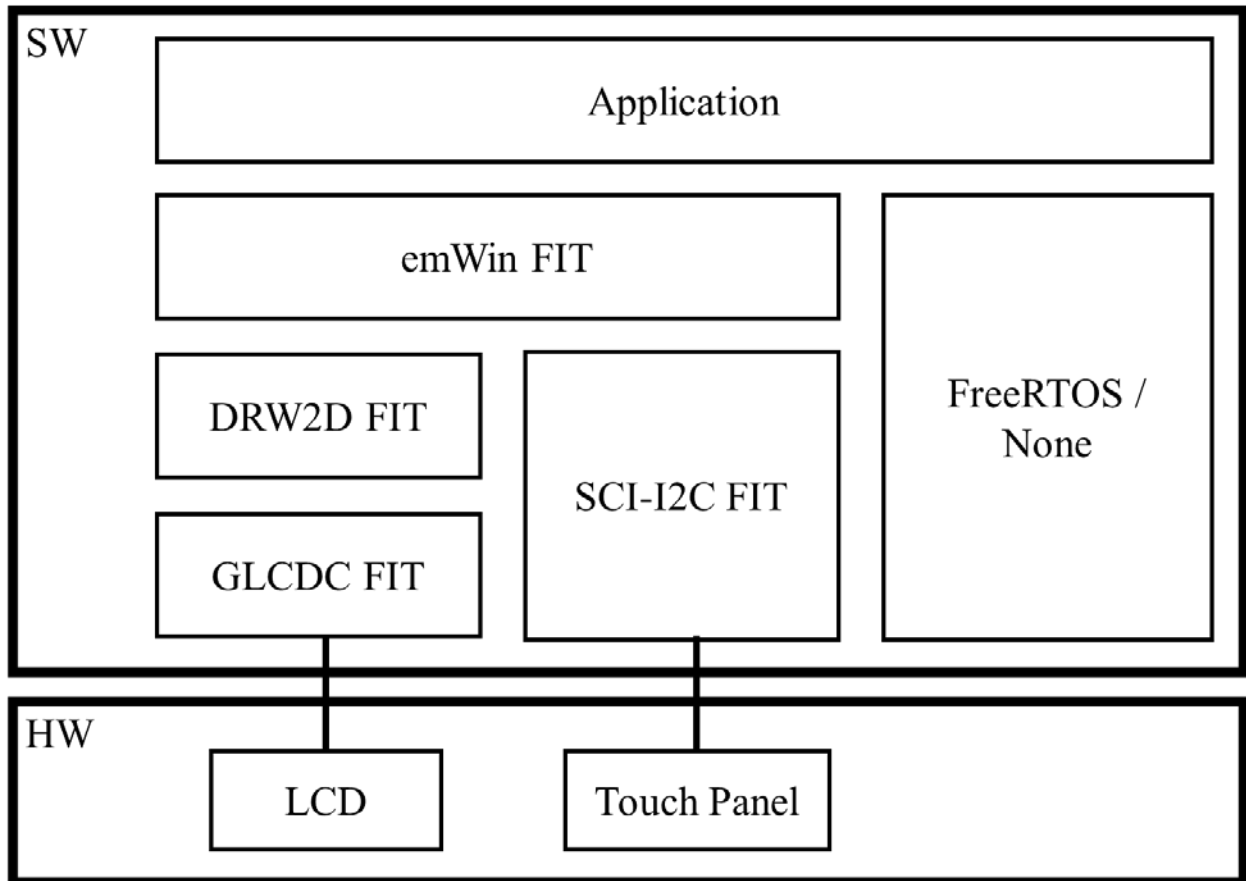 SW
Application
emWin FIT
DRW2D FIT
FreeRTOS /
None
SCI-I2C FIT
GLCDC FIT
HW
LCD
Touch Panel